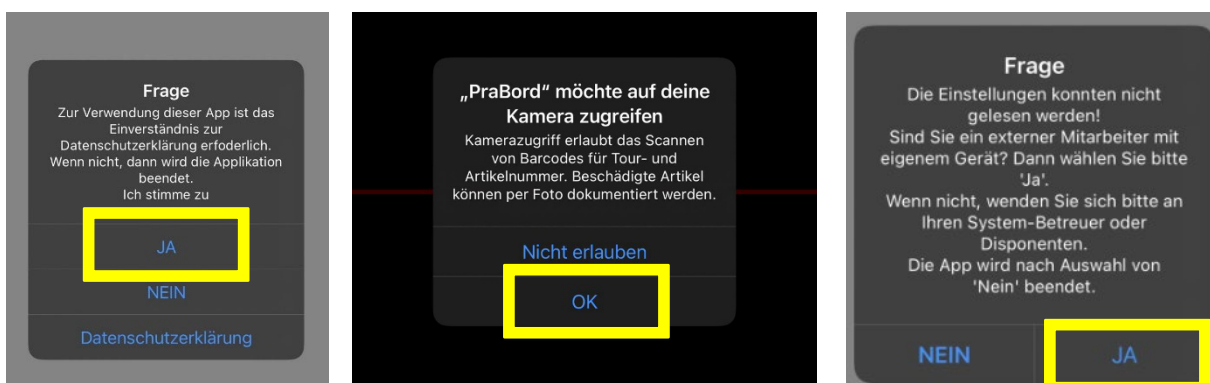 Frage
Zur Verwendung dieser App ist das
Einverständnis zur
Datenschutzerklärung erfoderlich.
Wenn nicht, dann wird die Applikation
beendet.
Ich stimme zu
JA
NEIN
Datenschutzerklärung
„PraBord“ möchte auf deine
Kamera zugreifen
Kamerazugriff erlaubt das Scannen
von Barcodes für Tour- und
Artikelnummer. Beschädigte Artikel
können per Foto dokumentiert werden.
Nicht erlauben
OK
Frage
Die Einstellungen konnten nicht
gelesen werden!
Sind Sie ein externer Mitarbeiter mit
eigenem Gerät? Dann wählen Sie bitte
'Ja'.
Wenn nicht, wenden Sie sich bitte an
Ihren System-Betreuer oder
Disponenten.
Die App wird nach Auswahl von
'Nein' beendet.
NEIN
JA